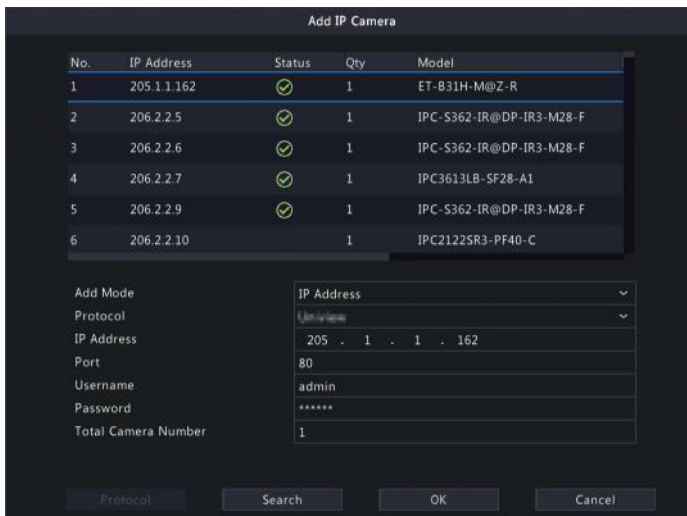 Add IP Camera
No. IP Address Status Qty Model
1 205.1.1.162 1 ET-B31H-M@Z-R
2 206.2.2.5 1 IPC-S362-IR@DP-IR3-M28-F
3 206.2.2.6 1 IPC-S362-IR@DP-IR3-M28-F
4 206.2.2.7 1 IPC3613LB-SF28-A1
5 206.2.2.9 1 IPC-S362-IR@DP-IR3-M28-F
6 206.2.2.10 1 IPC2122SR3-PF40-C
Add Mode IP Address
Protocol
IP Address 205 . 1 . 1 . 162
Port 80
Username admin
Password ******
Total Camera Number 1
Protocol Search OK Cancel